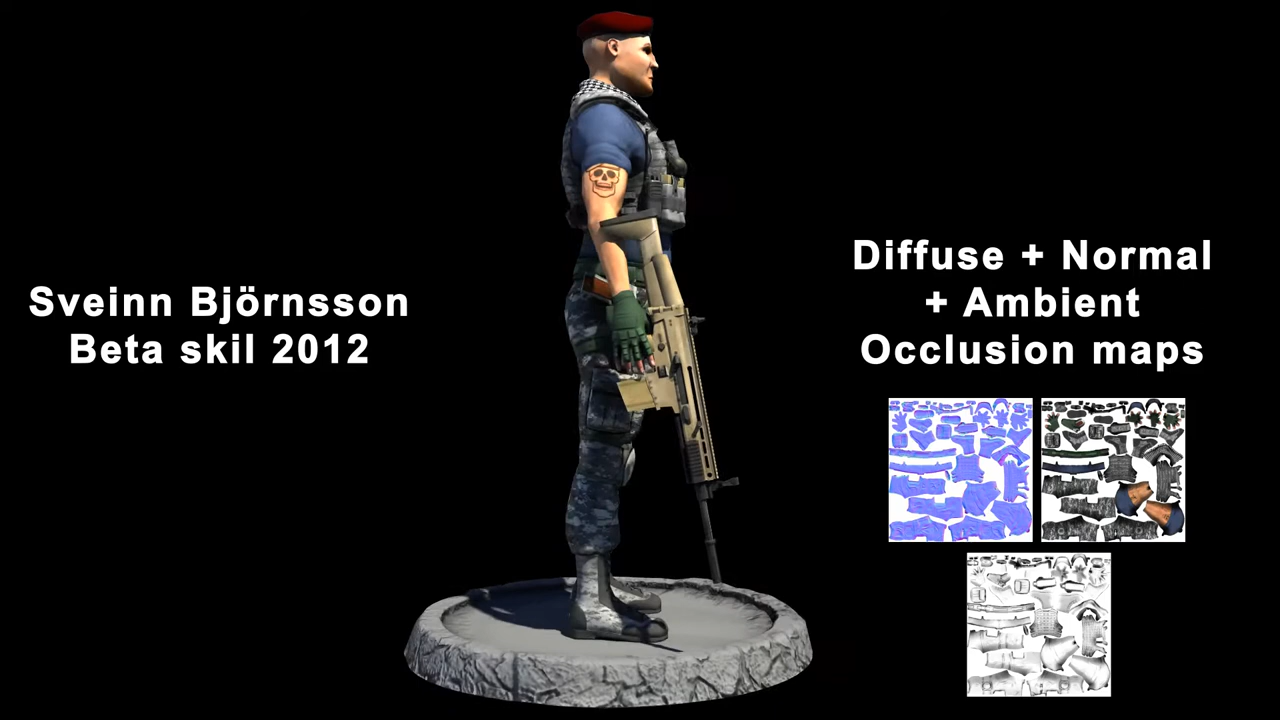 Sveinn Björnsson
Beta skil 2012
Diffuse + Normal
+ Ambient
Occlusion maps